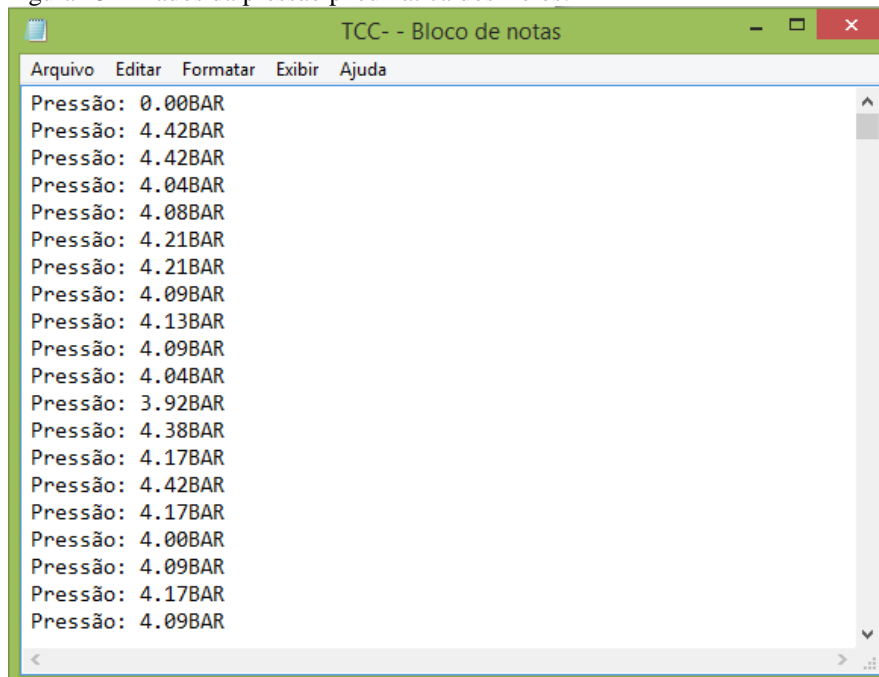 TCC- - Bloco de notas
Arquivo Editar Formatar Exibir Ajuda
Pressão: 0.00BAR
Pressão: 4.42BAR
Pressão: 4.42BAR
Pressão: 4.04BAR
Pressão: 4.08BAR
Pressão: 4.21BAR
Pressão: 4.21BAR
Pressão: 4.09BAR
Pressão: 4.13BAR
Pressão: 4.09BAR
Pressão: 4.04BAR
Pressão: 3.92BAR
Pressão: 4.38BAR
Pressão: 4.17BAR
Pressão: 4.42BAR
Pressão: 4.17BAR
Pressão: 4.00BAR
Pressão: 4.09BAR
Pressão: 4.17BAR
Pressão: 4.09BAR